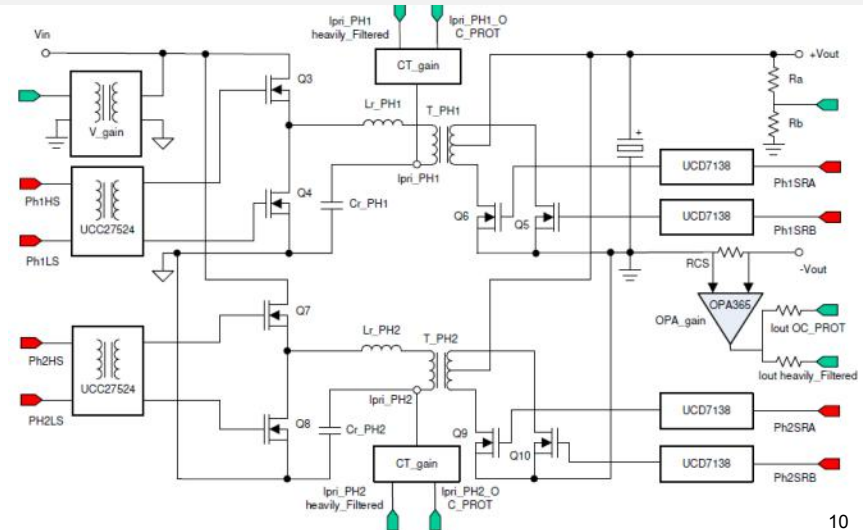 Ipri_PH1
heavily_Filtered
Ipri_PH1_O
C_PROT
Vin
CT_gain
+Vout
Q3
Ra
Lr_PH1
T_PH1
V_gain
Rb
+
Ph1HS
UCC27524
Ph1LS
Q4
Cr_PH1
Ipri_PH1
Q6
Q5
UCD7138
Ph1SRA
UCD7138
Ph1SRB
RCS
-Vout
OPA365
OPA_gain
Iout OC_PROT
Iout heavily_Filtered
Q7
Lr_PH2
T_PH2
Ph2HS
UCC27524
PH2LS
Q8
Cr_PH2
Ipri_PH2
Q9
Q10
UCD7138
Ph2SRA
UCD7138
Ph2SRB
CT_gain
Ipri_PH2
heavily_Filtered
Ipri_PH2_O
C_PROT
10